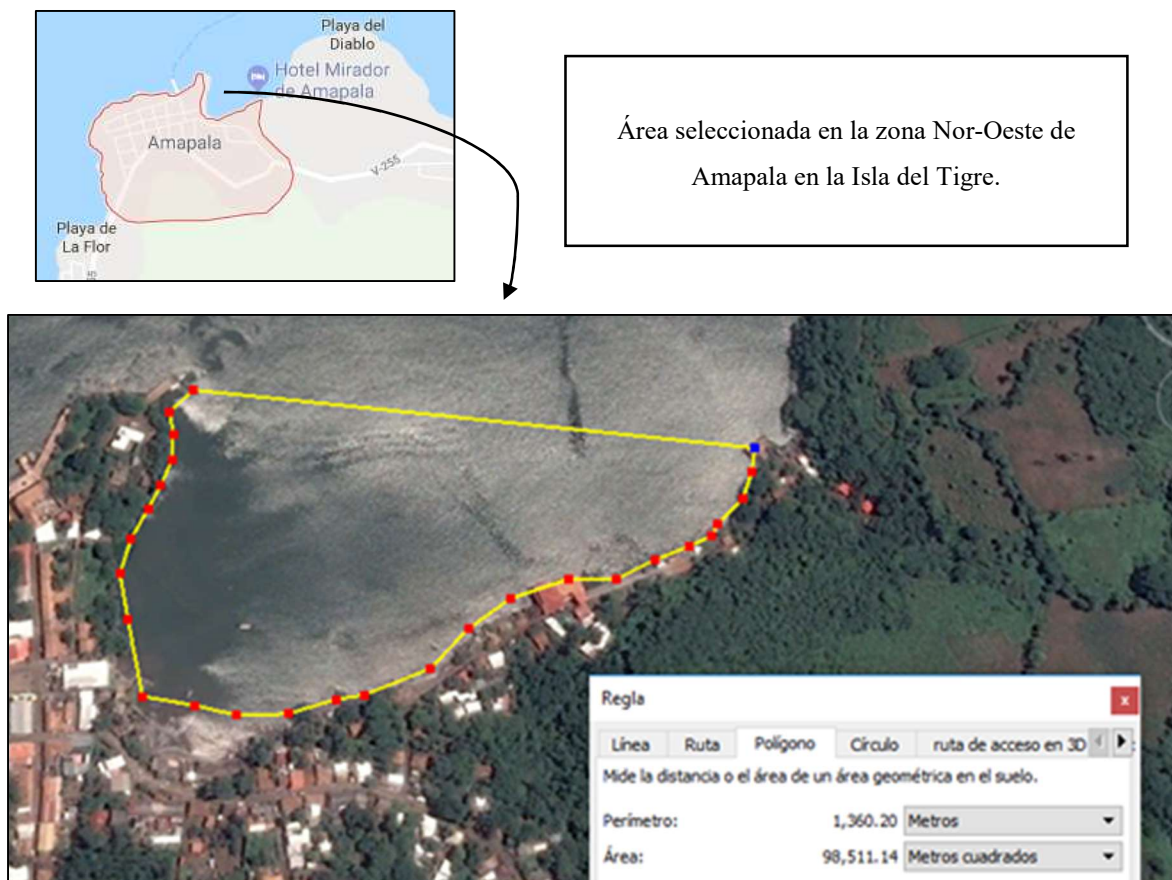 Playa del
Diablo
Hotel Mirador
de Amapala
Amapala
V-255
Playa de
La Flor
Área seleccionada en la zona Nor-Oeste de
Amapala en la Isla del Tigre.
Regla
Línea Ruta Polígono Círculo ruta de acceso en 3D
Mide la distancia o el área de un área geométrica en el suelo.
Perímetro: 1,360.20 Metros
Área: 98,511.14 Metros cuadrados